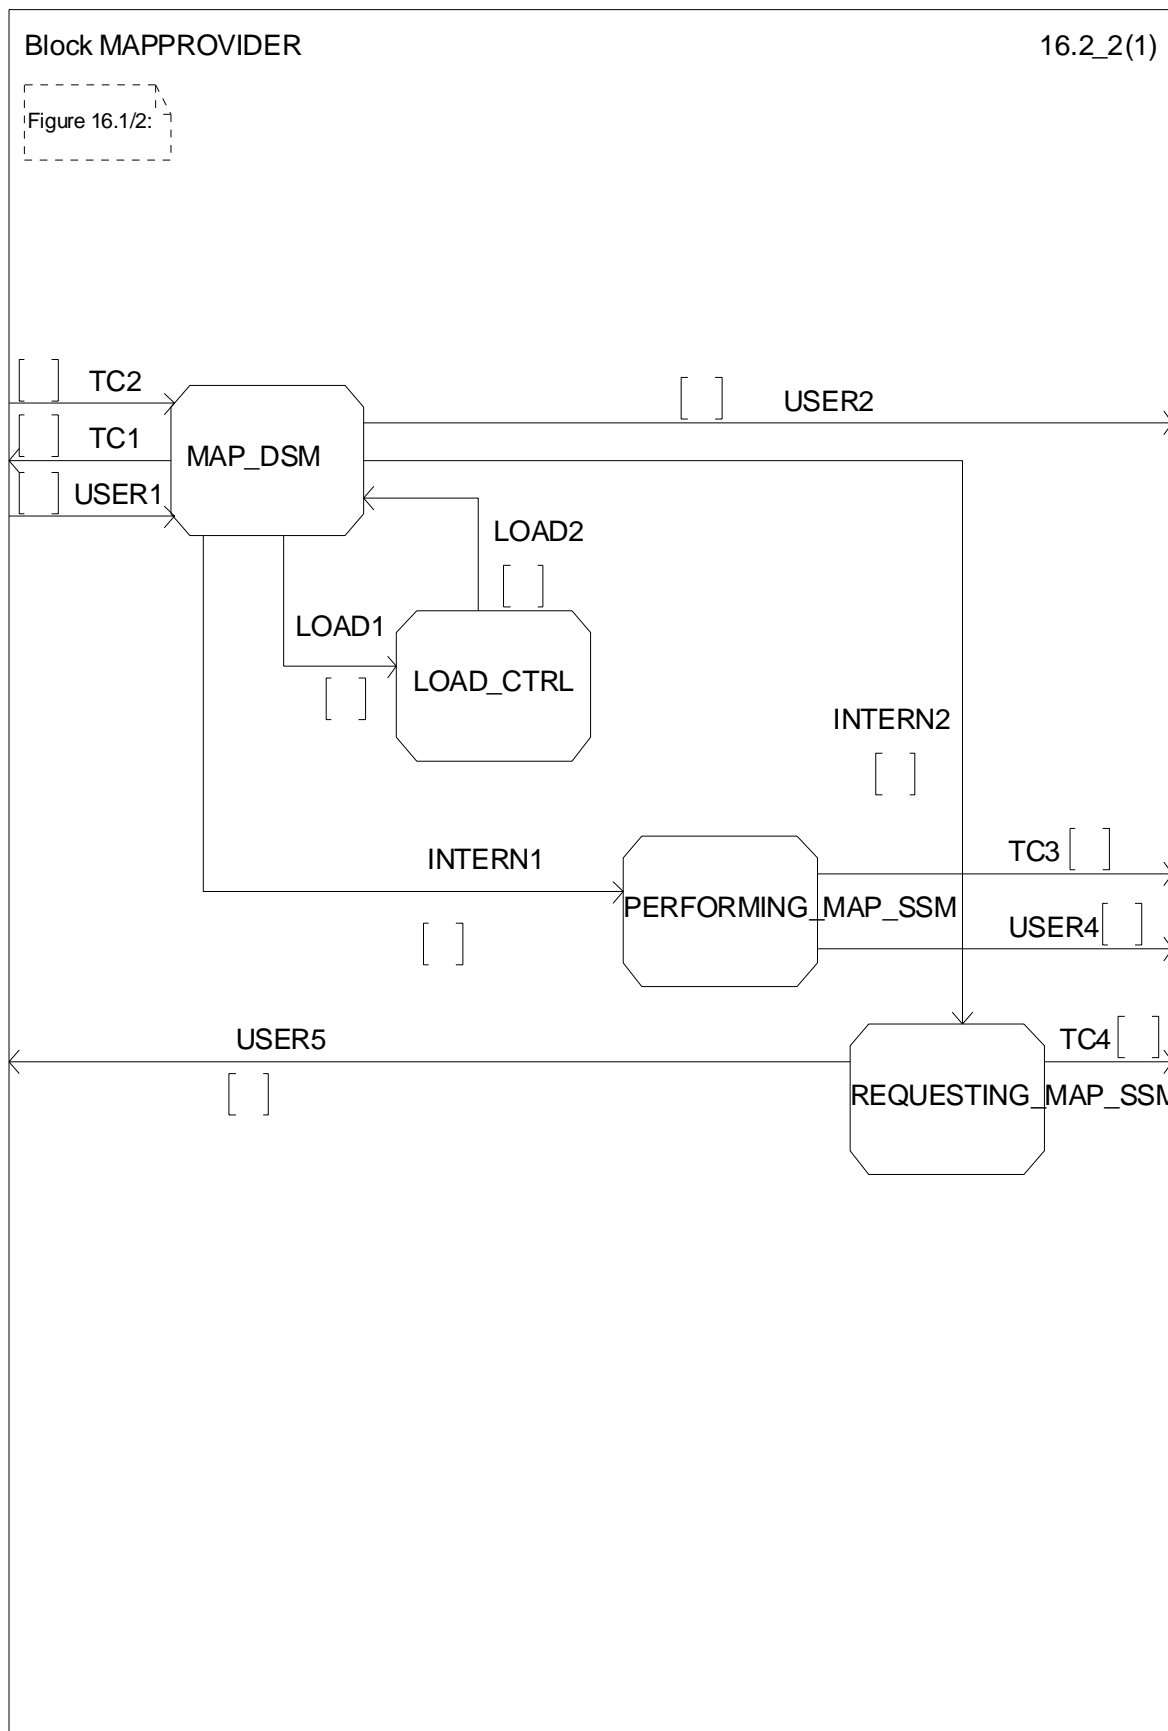 Block MAPPROVIDER
16.2_2(1)
Figure 16.1/2:
TC2
USER2
TC1
MAP_DSM
USER1
LOAD2
LOAD1
LOAD_CTRL
INTERN2
INTERN1
TC3
PERFORMING_MAP_SSM
USER4
USER5
TC4
REQUESTING_MAP_SSM